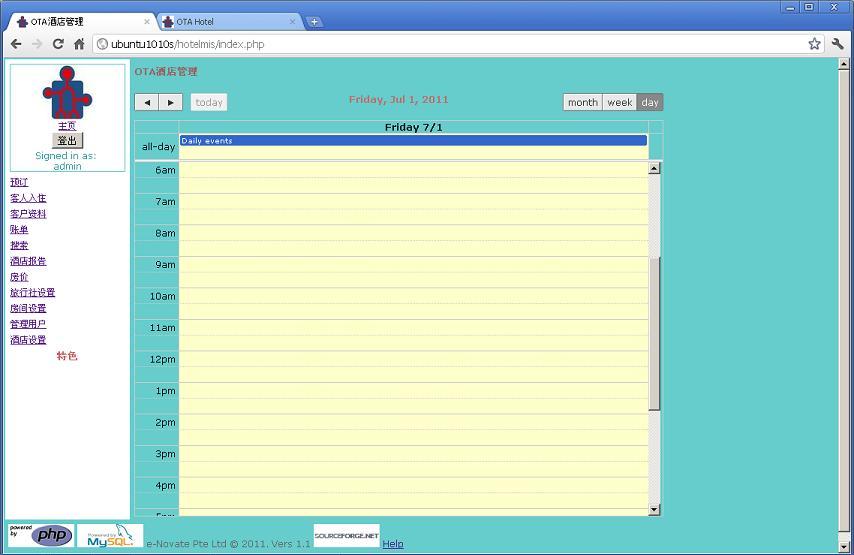 OTA酒店管理
OTA Hotel
ubuntu1010s/hotelmis/index.php
主页
登出
Signed in as:
admin
预订
客人入住
客户资料
账单
搜索
酒店报告
房价
旅行社设置
房间设置
管理用户
酒店设置
特色
OTA酒店管理
today
Friday, Jul 1, 2011
month week day
Friday 7/1
all-day
Daily events
6am
7am
8am
9am
10am
11am
12pm
1pm
2pm
3pm
4pm
powered by php
Powered by MySQL
e-Novate Pte Ltd © 2011. Vers 1.1
SOURCEFORGE.NET
Help